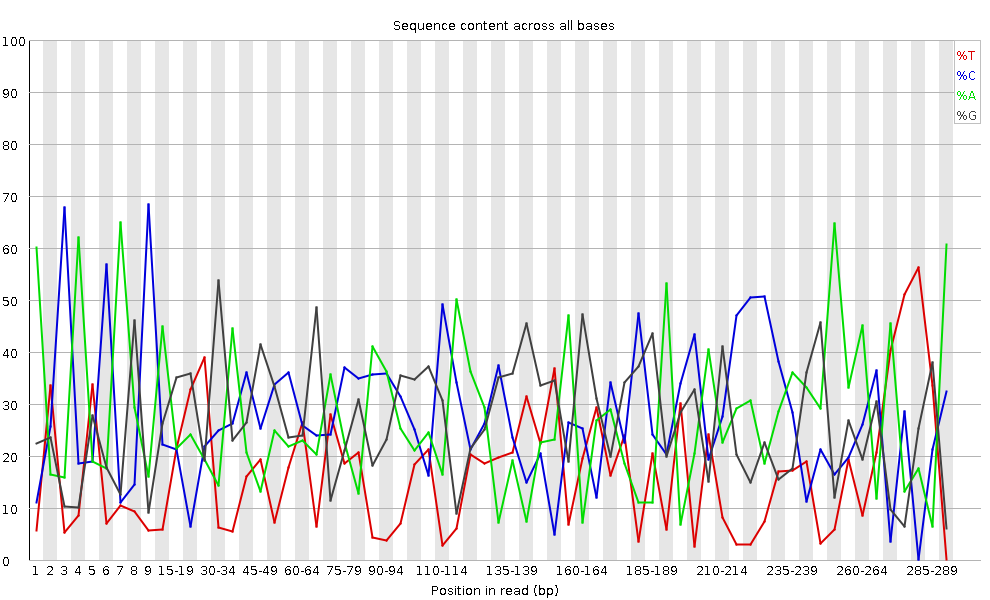 Sequence content across all bases
100
90
80
70
60
50
40
30
20
10
0
%T
%C
%A
%G
1 2 3 4 5 6 7 8 9 15-19 30-34 45-49 60-64 75-79 90-94 110-114 135-139 160-164 185-189 210-214 235-239 260-264 285-289
Position in read (bp)